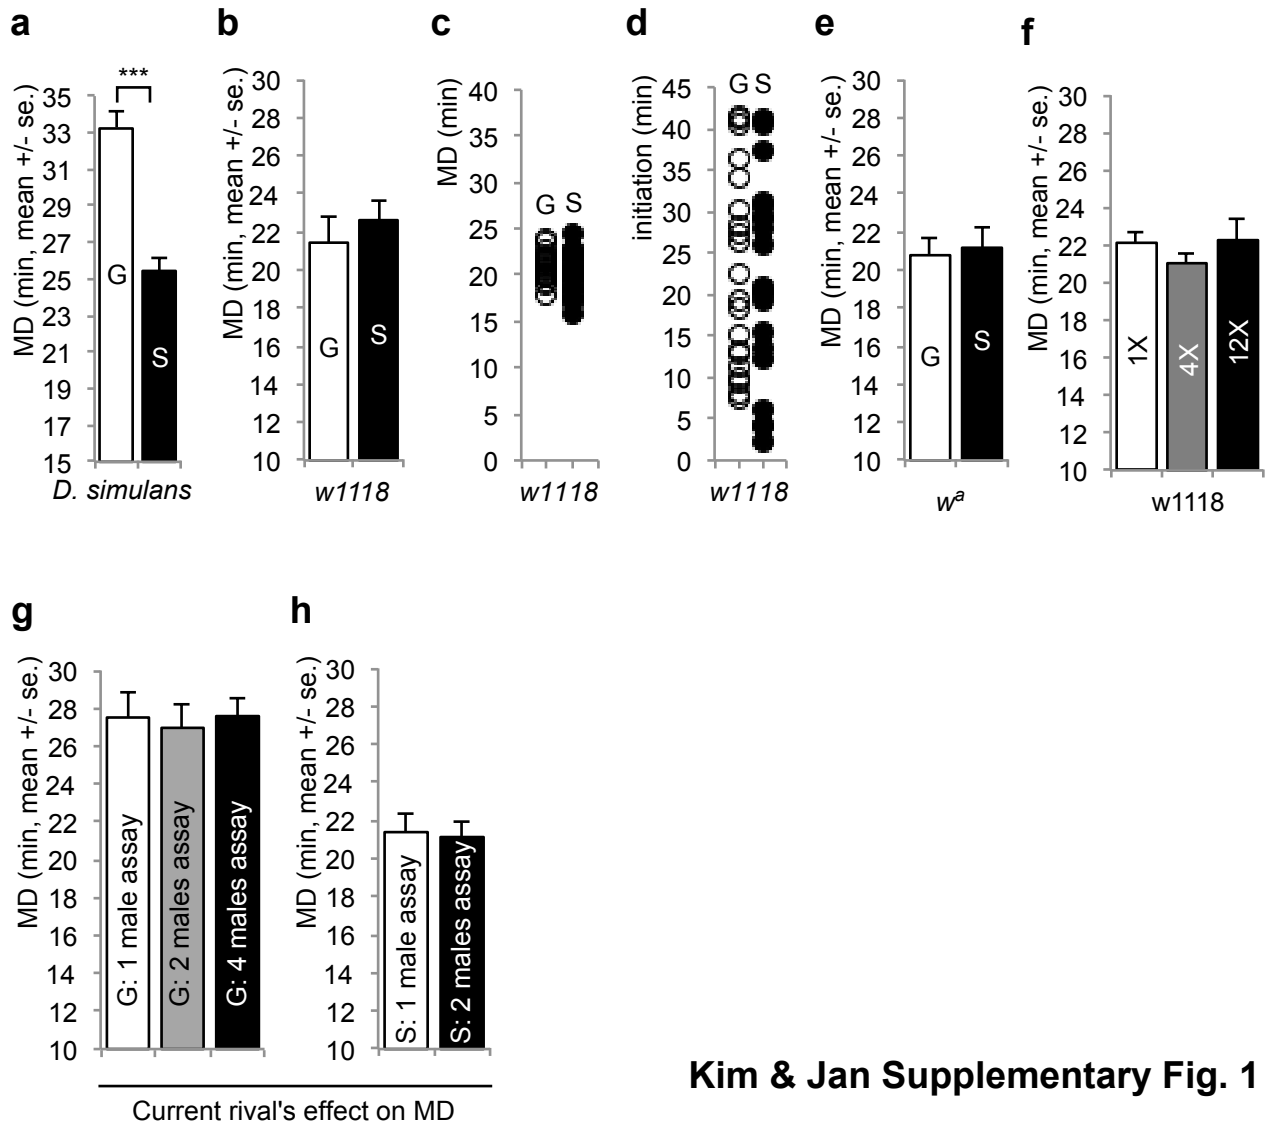 a
MD (min, mean +/- se.)
35
33
31
29
27
25
23
21
19
17
15
***
G
S
D. simulans
b
MD (min, mean +/- se.)
30
28
26
24
22
20
18
16
14
12
10
G
S
w1118
c
MD (min)
40
35
30
25
20
15
10
5
0
G S
w1118
d
initiation (min)
45
40
35
30
25
20
15
10
5
0
G S
w1118
e
MD (min, mean +/- se.)
30
28
26
24
22
20
18
16
14
12
10
G
S
wa
f
MD (min, mean +/- se.)
30
28
26
24
22
20
18
16
14
12
10
1X
4X
12X
w1118
g
MD (min, mean +/- se.)
30
28
26
24
22
20
18
16
14
12
10
G: 1 male assay
G: 2 males assay
G: 4 males assay
h
MD (min, mean +/- se.)
30
28
26
24
22
20
18
16
14
12
10
S: 1 male assay
S: 2 males assay
Current rival's effect on MD
Kim & Jan Supplementary Fig. 1